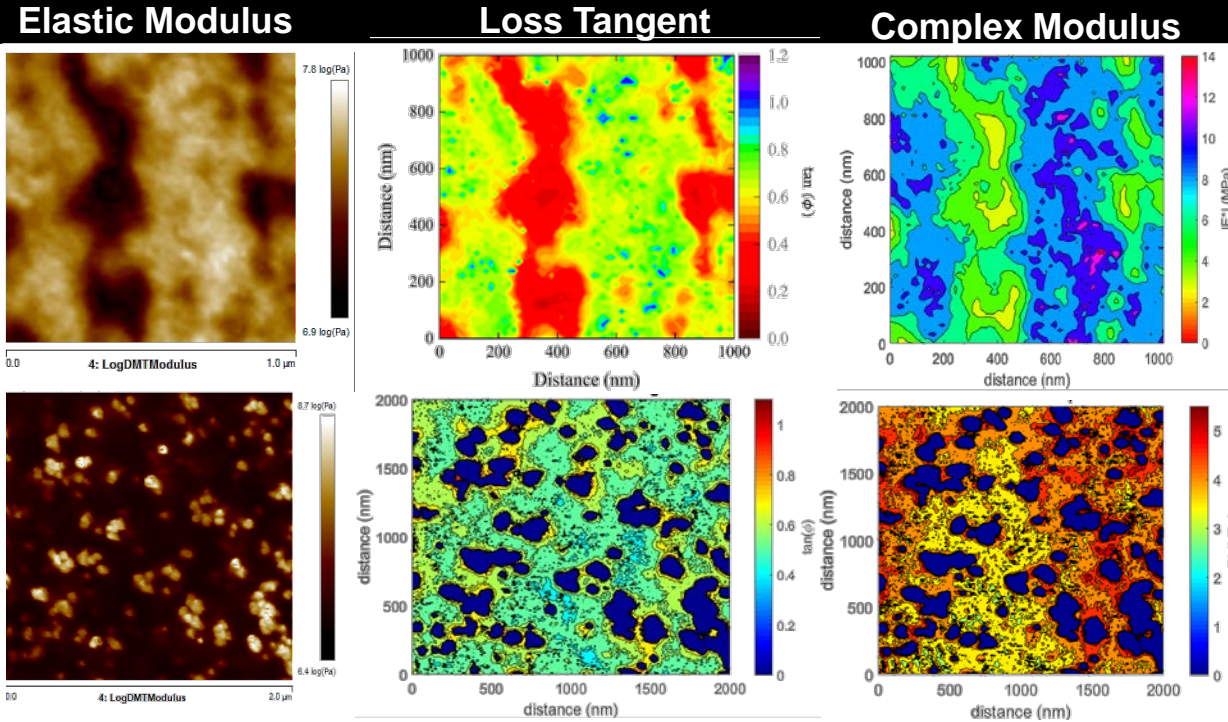 Elastic Modulus
Loss Tangent
Complex Modulus
7.8 log(Pa)
6.9 log(Pa)
0.0
4: LogDMTModulus
1.0 µm
1000
800
600
400
200
0
Distance (nm)
0 200 400 600 800 1000
Distance (nm)
1.2
1.0
0.8
0.6
0.4
0.2
0.0
tan (ϕ)
1000
800
600
400
200
0
distance (nm)
0 200 400 600 800 1000
distance (nm)
14
12
10
8
6
4
2
0
|E*| (MPa)
8.7 log(Pa)
6.4 log(Pa)
4: LogDMTModulus
2.0 µm
2000
1500
1000
500
0
distance (nm)
0 500 1000 1500 2000
distance (nm)
1
0.8
0.6
0.4
0.2
0
tan(ϕ)
2000
1500
1000
500
0
distance (nm)
0 500 1000 1500 2000
distance (nm)
5
4
3
2
1
0